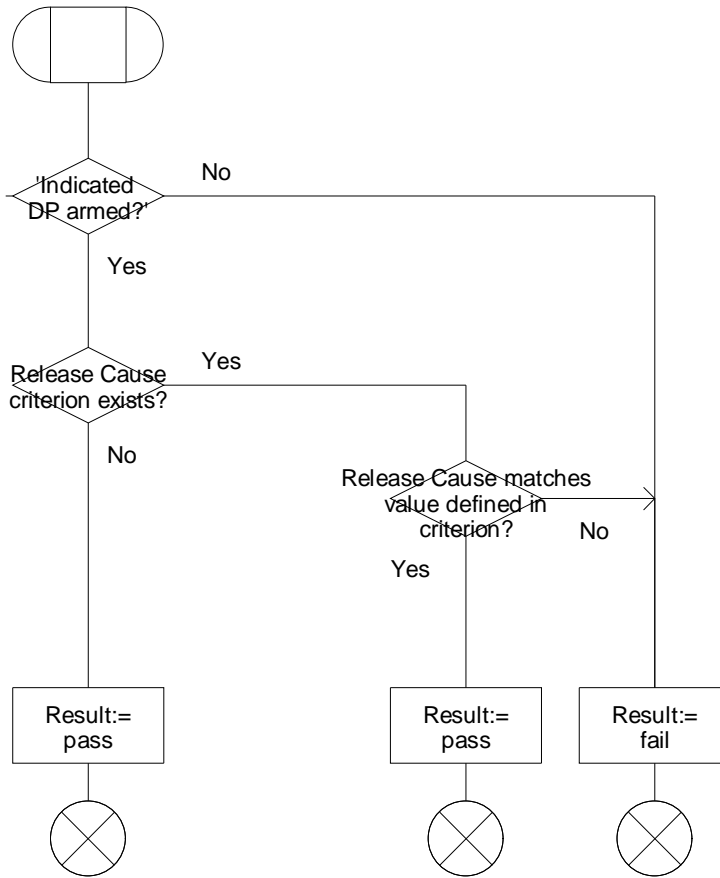 'Indicated
DP armed?'
No
Yes
Release Cause
criterion exists?
Yes
No
Release Cause matches
value defined in
criterion?
No
Yes
Result:=
pass
Result:=
pass
Result:=
fail